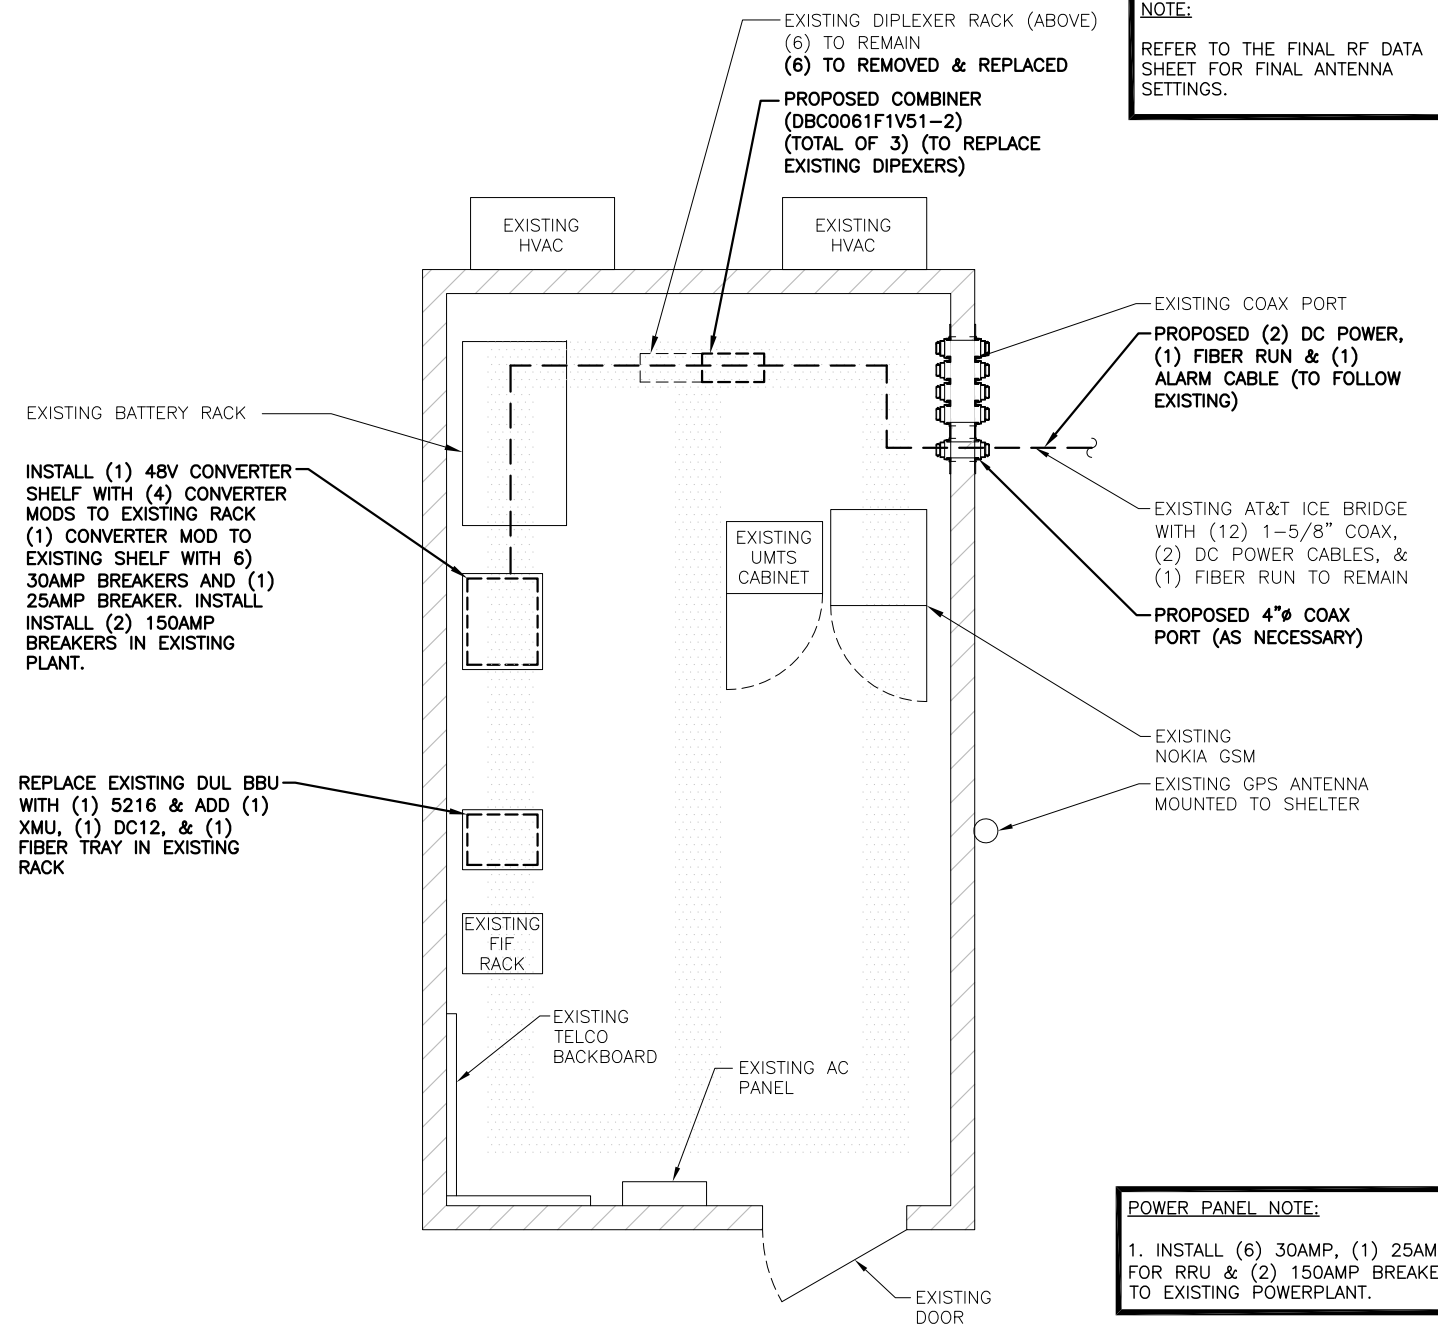 EXISTING DIPLEXER RACK (ABOVE)
(6) TO REMAIN
(6) TO REMOVED & REPLACED
PROPOSED COMBINER
(DBC0061F1V51-2)
(TOTAL OF 3) (TO REPLACE
EXISTING DIPEXERS)
NOTE:
REFER TO THE FINAL RF DATA
SHEET FOR FINAL ANTENNA
SETTINGS.
EXISTING
HVAC
EXISTING
HVAC
EXISTING COAX PORT
PROPOSED (2) DC POWER,
(1) FIBER RUN & (1)
ALARM CABLE (TO FOLLOW
EXISTING)
EXISTING BATTERY RACK
INSTALL (1) 48V CONVERTER
SHELF WITH (4) CONVERTER
MODS TO EXISTING RACK
(1) CONVERTER MOD TO
EXISTING SHELF WITH 6)
30AMP BREAKERS AND (1)
25AMP BREAKER. INSTALL
INSTALL (2) 150AMP
BREAKERS IN EXISTING
PLANT.
EXISTING
UMTS
CABINET
EXISTING AT&T ICE BRIDGE
WITH (12) 1-5/8" COAX,
(2) DC POWER CABLES, &
(1) FIBER RUN TO REMAIN
PROPOSED 4"ø COAX
PORT (AS NECESSARY)
EXISTING
NOKIA GSM
EXISTING GPS ANTENNA
MOUNTED TO SHELTER
REPLACE EXISTING DUL BBU
WITH (1) 5216 & ADD (1)
XMU, (1) DC12, & (1)
FIBER TRAY IN EXISTING
RACK
EXISTING
FIF
RACK
EXISTING
TELCO
BACKBOARD
EXISTING AC
PANEL
EXISTING
DOOR
POWER PANEL NOTE:
1. INSTALL (6) 30AMP, (1) 25AM
FOR RRU & (2) 150AMP BREAKE
TO EXISTING POWERPLANT.